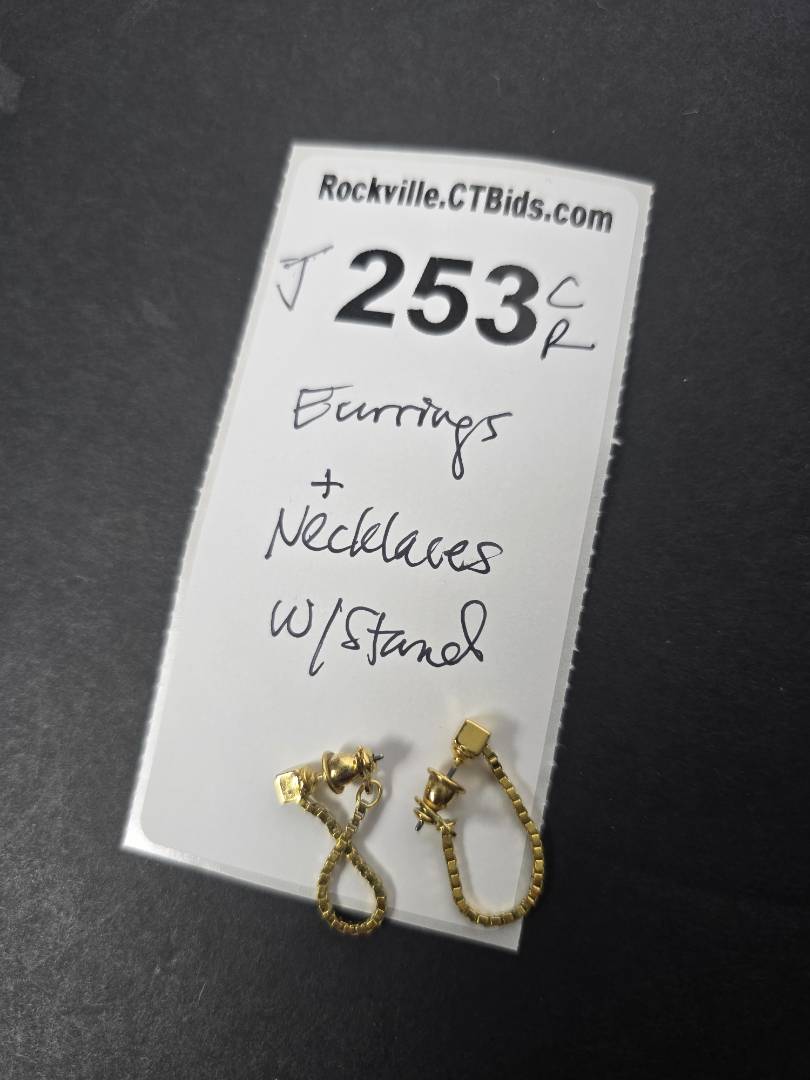 Rockville.CTBids.com
J 253 C
R
Earrings
+
Necklaces
W/Stand